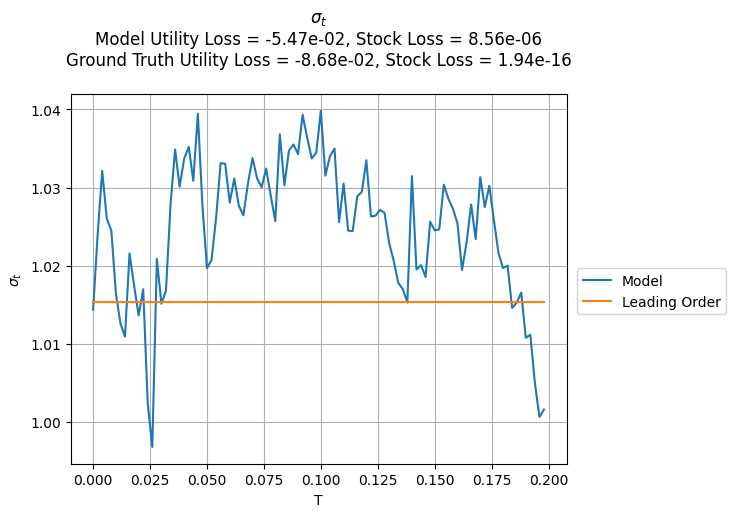 σt
Model Utility Loss = -5.47e-02, Stock Loss = 8.56e-06
Ground Truth Utility Loss = -8.68e-02, Stock Loss = 1.94e-16
1.04
1.03
1.02
1.01
1.00
σt
0.000 0.025 0.050 0.075 0.100 0.125 0.150 0.175 0.200
T
Model
Leading Order